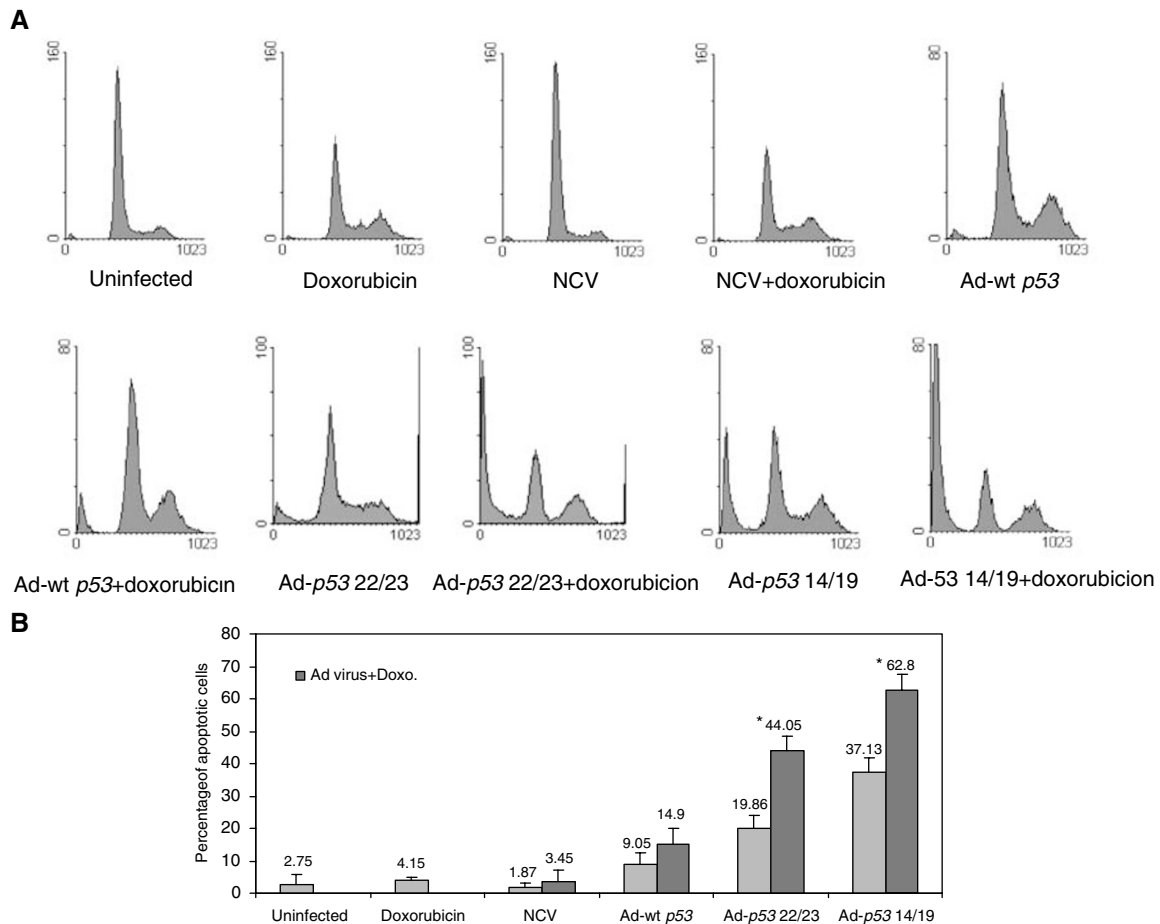 A
160
0
0
1023
Uninfected
160
0
0
1023
Doxorubicin
160
0
0
1023
NCV
160
0
0
1023
NCV+doxorubicin
80
0
0
1023
Ad-wt p53
80
0
0
1023
Ad-wt p53+doxorubicin
100
0
0
1023
Ad-p53 22/23
100
0
0
1023
Ad-p53 22/23+doxorubicion
80
0
0
1023
Ad-p53 14/19
80
0
0
1023
Ad-53 14/19+doxorubicion
B
Percentageof apoptotic cells
80
70
60
50
40
30
20
10
0
Ad virus+Doxo.
2.75
4.15
1.87
3.45
9.05
14.9
19.86
* 44.05
37.13
* 62.8
Uninfected
Doxorubicin
NCV
Ad-wt p53
Ad-p53 22/23
Ad-p53 14/19